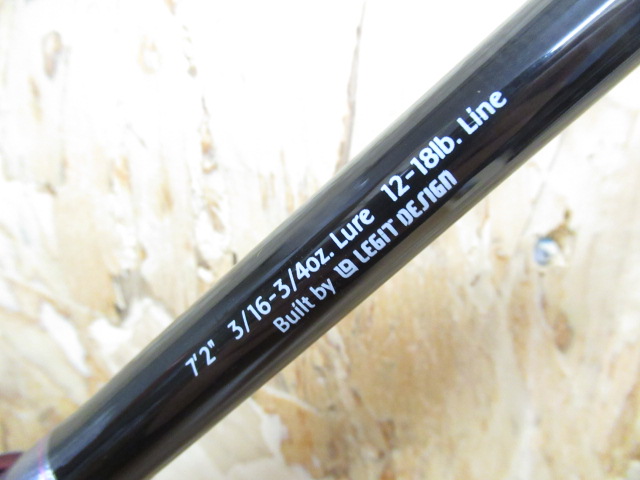 7'2" 3/16-3/4oz. Lure 12-18lb. Line
Built by LEGIT DESIGN